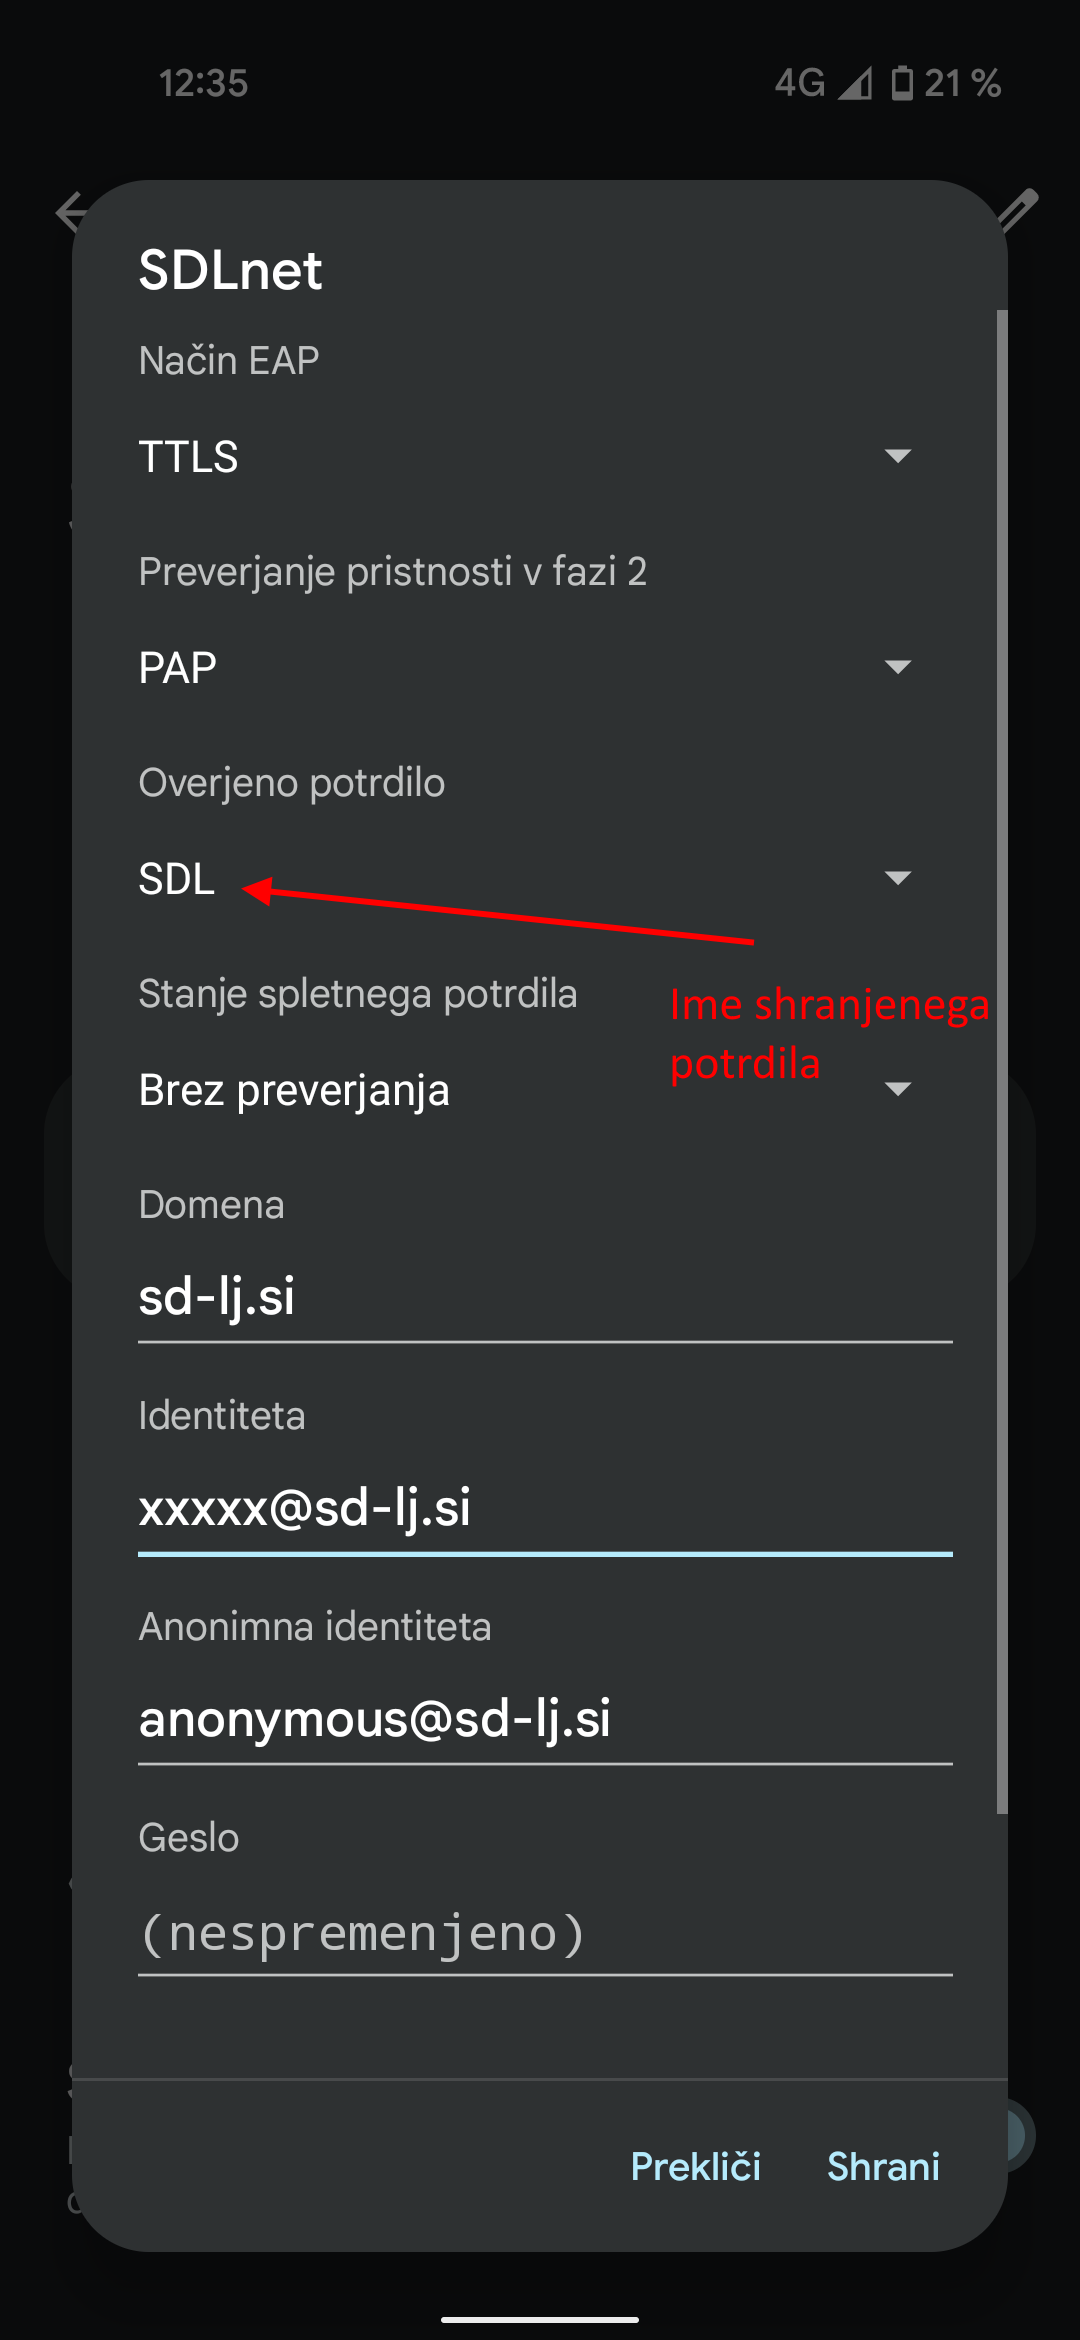 12:35
4G 21 %
SDLnet
Način EAP
TTLS
Preverjanje pristnosti v fazi 2
PAP
Overjeno potrdilo
SDL
Stanje spletnega potrdila
Ime shranjenega
potrdila
Brez preverjanja
Domena
sd-lj.si
Identiteta
xxxxx@sd-lj.si
Anonimna identiteta
anonymous@sd-lj.si
Geslo
(nespremenjeno)
Prekliči
Shrani